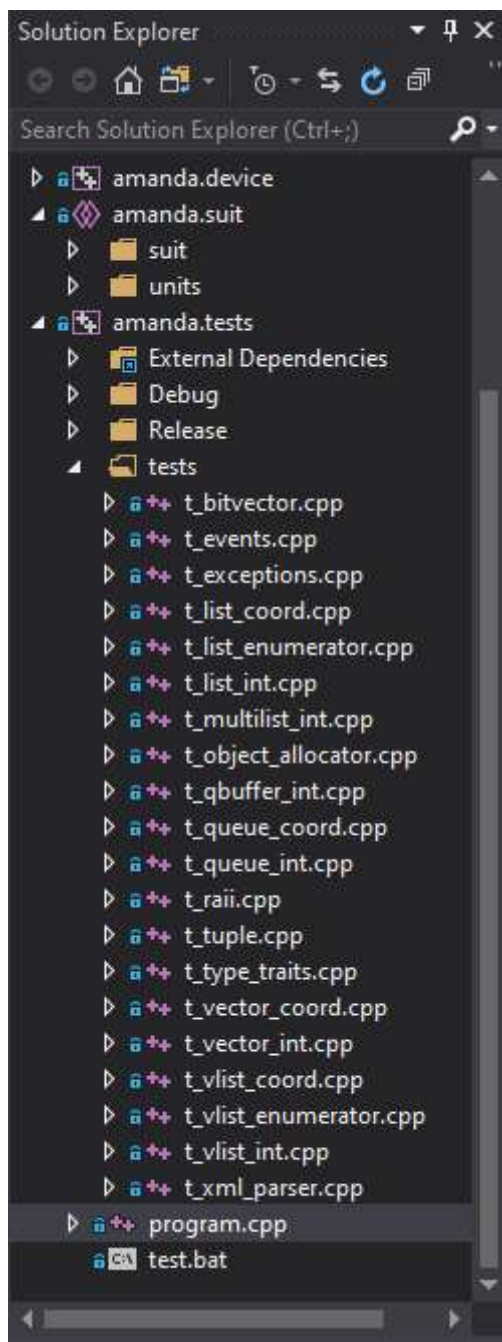 Solution Explorer
Search Solution Explorer (Ctrl+;)
amanda.device
amanda.suit
suit
units
amanda.tests
External Dependencies
Debug
Release
tests
t_bitvector.cpp
t_events.cpp
t_exceptions.cpp
t_list_coord.cpp
t_list_enumerator.cpp
t_list_int.cpp
t_multilist_int.cpp
t_object_allocator.cpp
t_qbuffer_int.cpp
t_queue_coord.cpp
t_queue_int.cpp
t_raii.cpp
t_tuple.cpp
t_type_traits.cpp
t_vector_coord.cpp
t_vector_int.cpp
t_vlist_coord.cpp
t_vlist_enumerator.cpp
t_vlist_int.cpp
t_xml_parser.cpp
program.cpp
test.bat